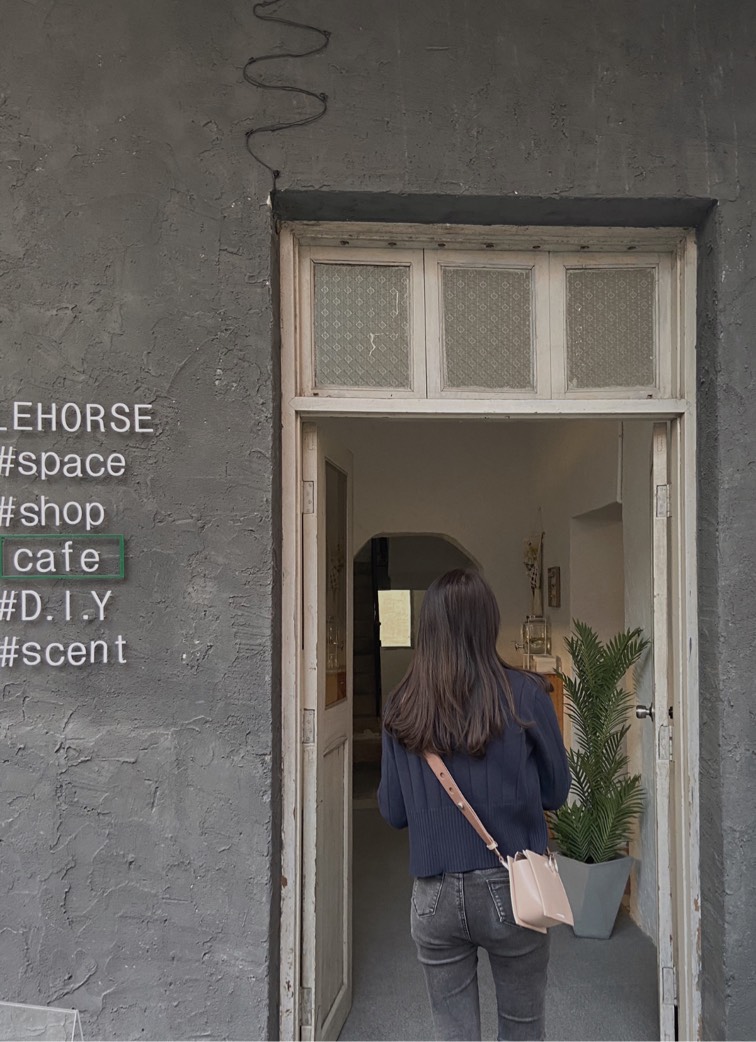 LEHORSE
#space
#shop
cafe
#D.I.Y
#scent